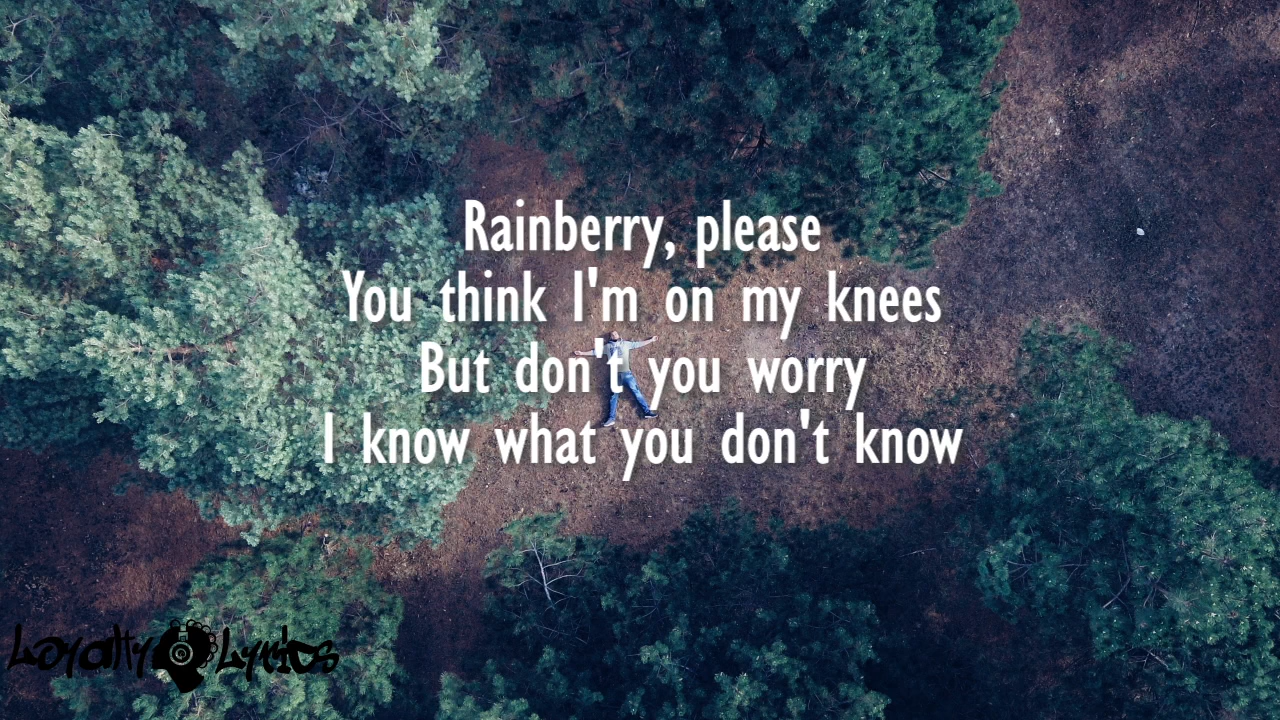 Rainberry, please
You think I'm on my knees
But don't you worry
I know what you don't know
Loyalty Lyrics